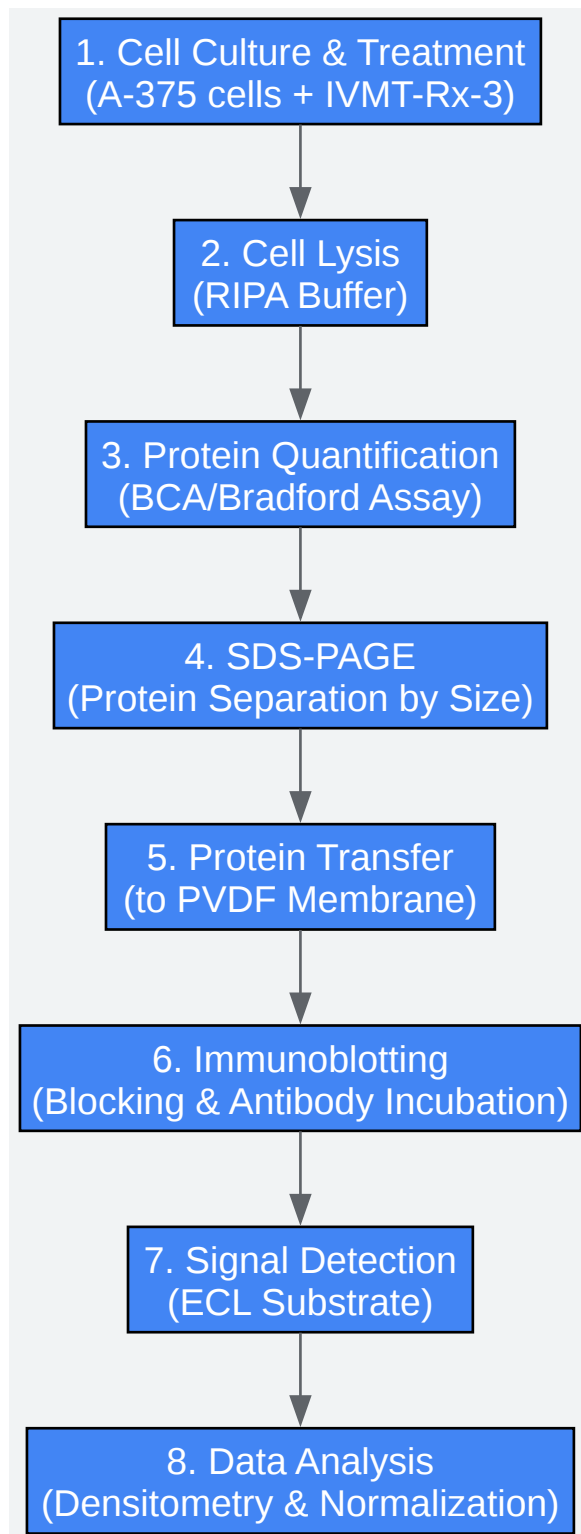 1. Cell Culture & Treatment
(A-375 cells + IVMT-Rx-3)
2. Cell Lysis
(RIPA Buffer)
3. Protein Quantification
(BCA/Bradford Assay)
4. SDS-PAGE
(Protein Separation by Size)
5. Protein Transfer
(to PVDF Membrane)
6. Immunoblotting
(Blocking & Antibody Incubation)
7. Signal Detection
(ECL Substrate)
8. Data Analysis
(Densitometry & Normalization)